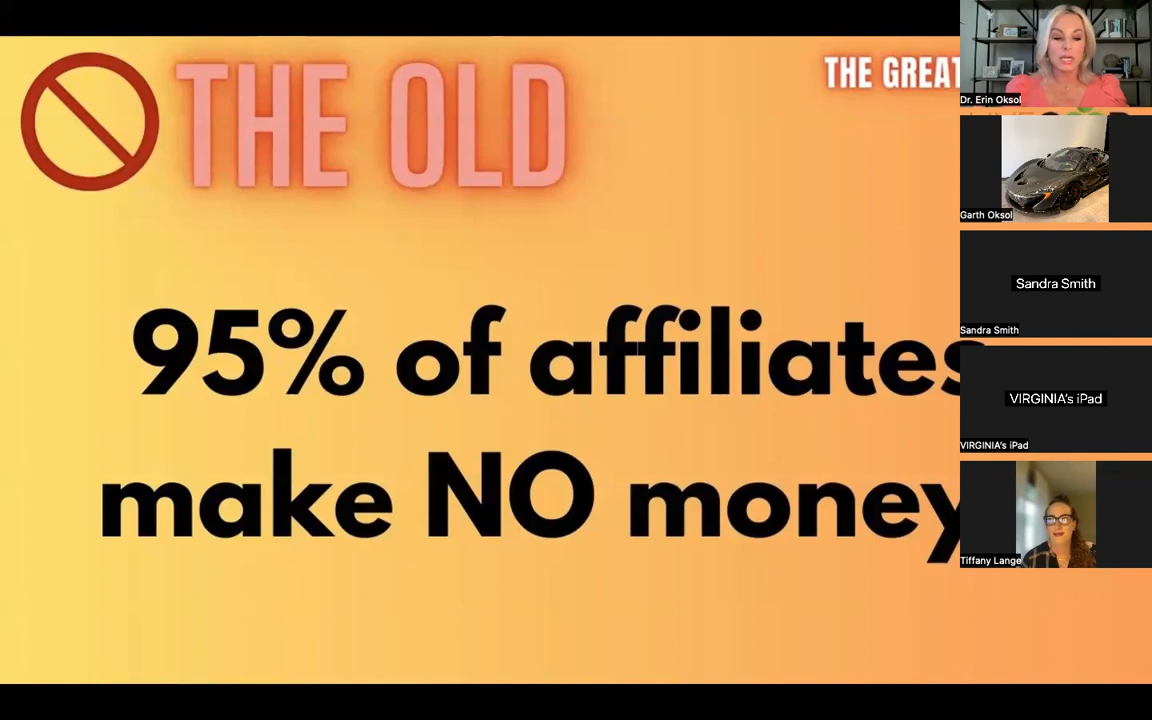 THE OLD
THE GREAT
95% of affiliates
make NO money
Dr. Erin Oksol
Garth Oksol
Sandra Smith
Sandra Smith
VIRGINIA's iPad
VIRGINIA's iPad
Tiffany Lange